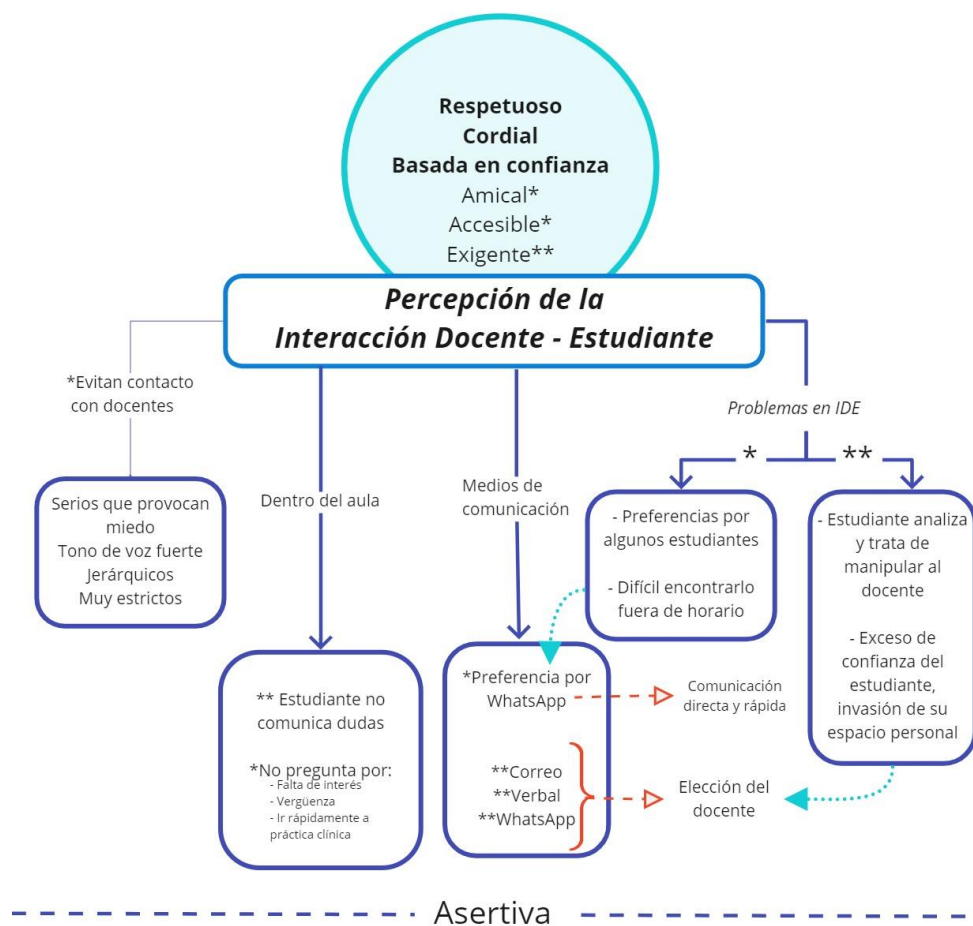 Respetuoso
Cordial
Basada en confianza
Amical*
Accesible*
Exigente**
Percepción de la
Interacción Docente - Estudiante
*Evitan contacto
con docentes
Serios que provocan
miedo
Tono de voz fuerte
Jerárquicos
Muy estrictos
Dentro del aula
** Estudiante no
comunica dudas
*No pregunta por:
- Falta de interés
- Vergüenza
- Ir rápidamente a
práctica clínica
Medios de
comunicación
*Preferencia por
WhatsApp
**Correo
**Verbal
**WhatsApp
Comunicación
directa y rápida
Elección del
docente
Problemas en IDE
*
**
- Preferencias por
algunos estudiantes
- Difícil encontrarlo
fuera de horario
- Estudiante analiza
y trata de
manipular al
docente
- Exceso de
confianza del
estudiante,
invasión de su
espacio personal
Asertiva